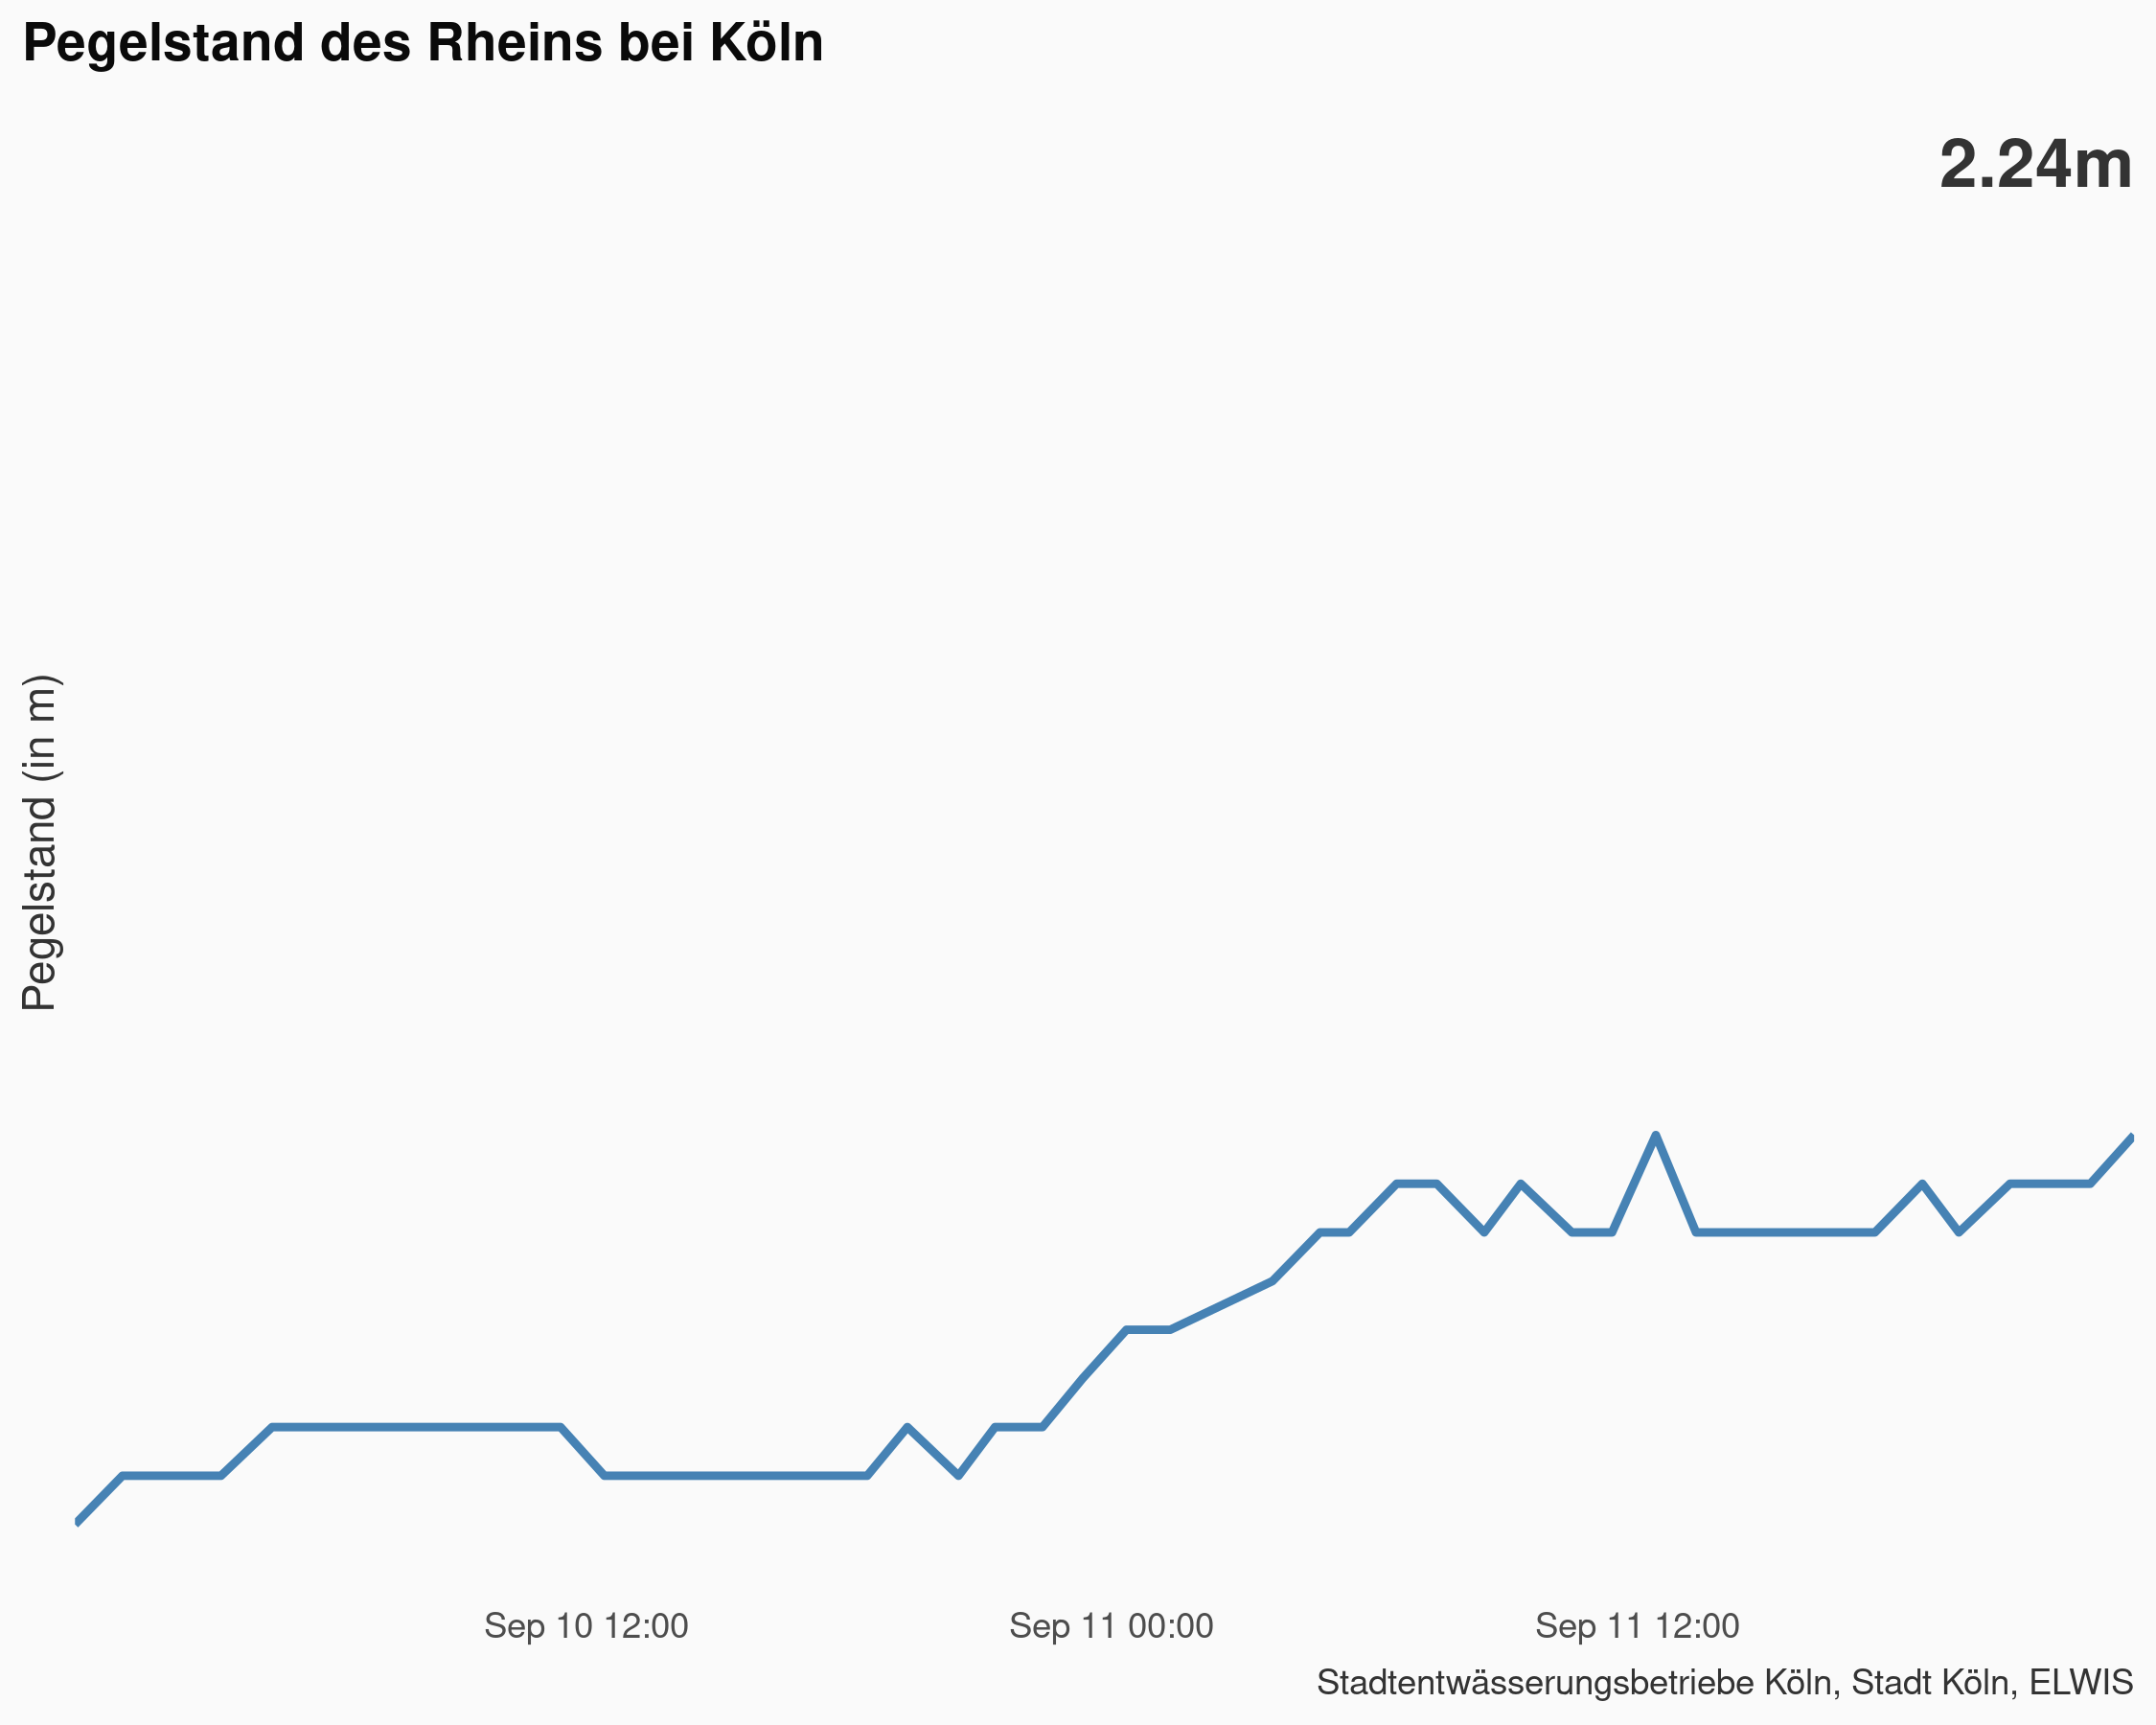 Pegelstand des Rheins bei Köln
2.24m
Pegelstand (in m)
Sep 10 12:00
Sep 11 00:00
Sep 11 12:00
Stadtentwässerungsbetriebe Köln, Stadt Köln, ELWIS